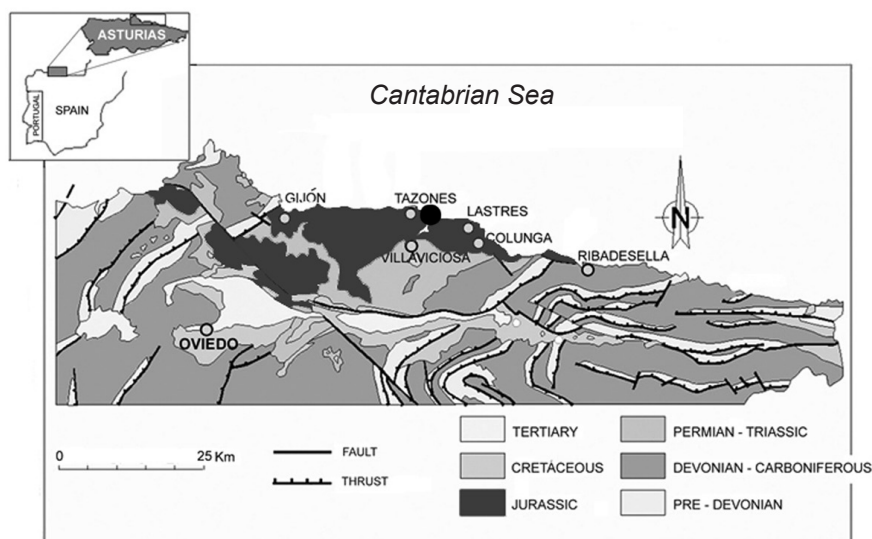 ASTURIAS
PORTUGAL
SPAIN
Cantabrian Sea
GIJÓN
TAZONES
LASTRES
COLUNGA
VILLAVICIOSA
RIBADESELLA
N
OVIEDO
0 25 Km
FAULT
THRUST
TERTIARY
CRETÁCEOUS
JURASSIC
PERMIAN - TRIASSIC
DEVONIAN - CARBONIFEROUS
PRE - DEVONIAN